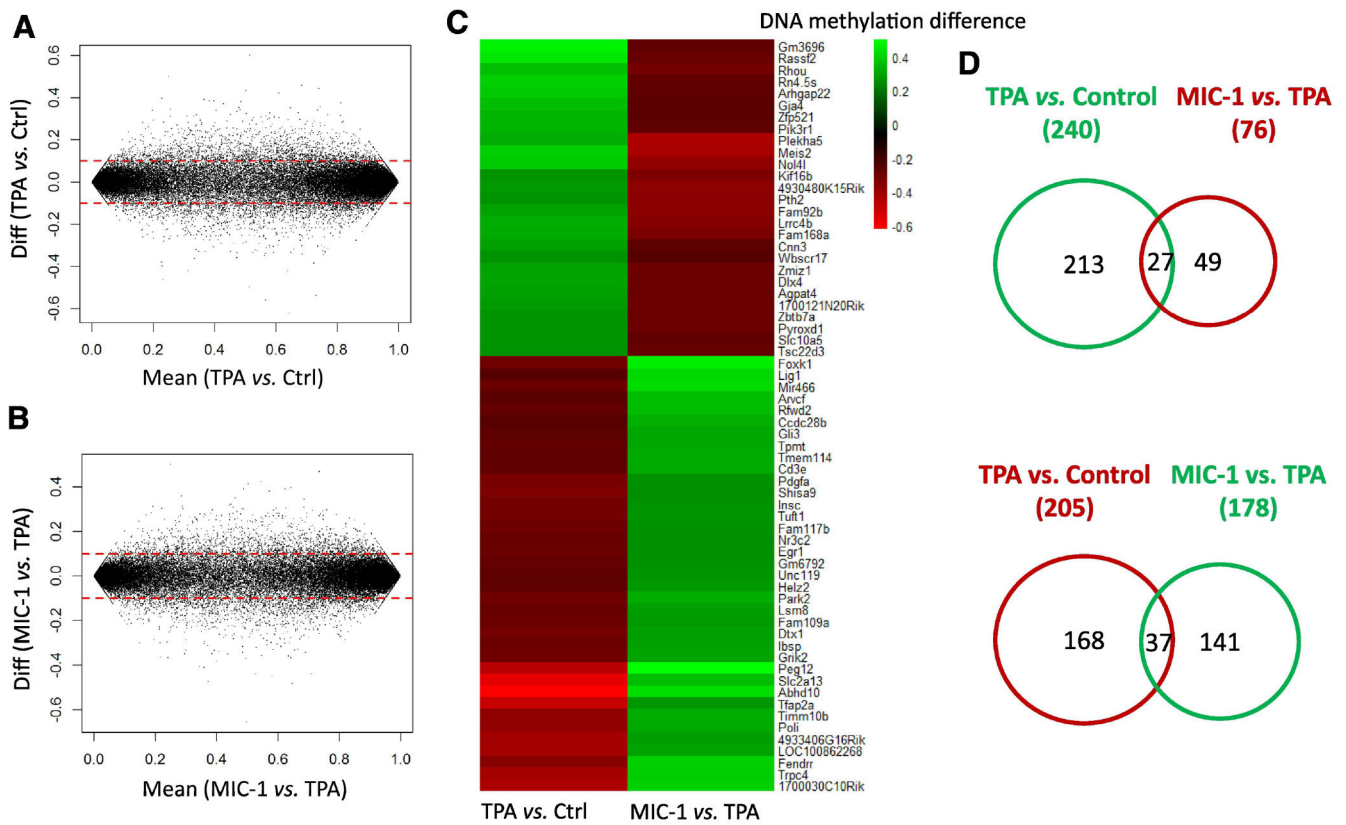 A
Diff (TPA vs. Ctrl)
0.6
0.4
0.2
0.0
-0.2
-0.4
-0.6
0.0 0.2 0.4 0.6 0.8 1.0
Mean (TPA vs. Ctrl)
B
Diff (MIC-1 vs. TPA)
0.4
0.2
0.0
-0.2
-0.4
-0.6
0.0 0.2 0.4 0.6 0.8 1.0
Mean (MIC-1 vs. TPA)
C
DNA methylation difference
0.4
0.2
0
-0.2
-0.4
-0.6
Gm3696
Rassf2
Rhou
Rn4.5s
Arhgap22
Gja4
Zfp521
Pik3r1
Plekha5
Meis2
Nol4l
Kif16b
4930480K15Rik
Pth2
Fam92b
Lrrc4b
Fam168a
Cnn3
Wbscr17
Zmiz1
Dlx4
Agpat4
1700121N20Rik
Zbtb7a
Pyroxd1
Slc10a5
Tsc22d3
Foxk1
Lig1
Mir466
Arvcf
Rfwd2
Ccdc28b
Gli3
Tpmt
Tmem114
Cd3e
Pdgfa
Shisa9
Insc
Tuft1
Fam117b
Nr3c2
Egr1
Gm6792
Unc119
Helz2
Park2
Lsm8
Fam109a
Dtx1
Ibsp
Grik2
Peg12
Slc2a13
Abhd10
Tfap2a
Timm10b
Poli
4933406G16Rik
LOC100862268
Fendrr
Trpc4
1700030C10Rik
TPA vs. Ctrl MIC-1 vs. TPA
D
TPA vs. Control MIC-1 vs. TPA
(240) (76)
213 27 49
TPA vs. Control MIC-1 vs. TPA
(205) (178)
168 37 141